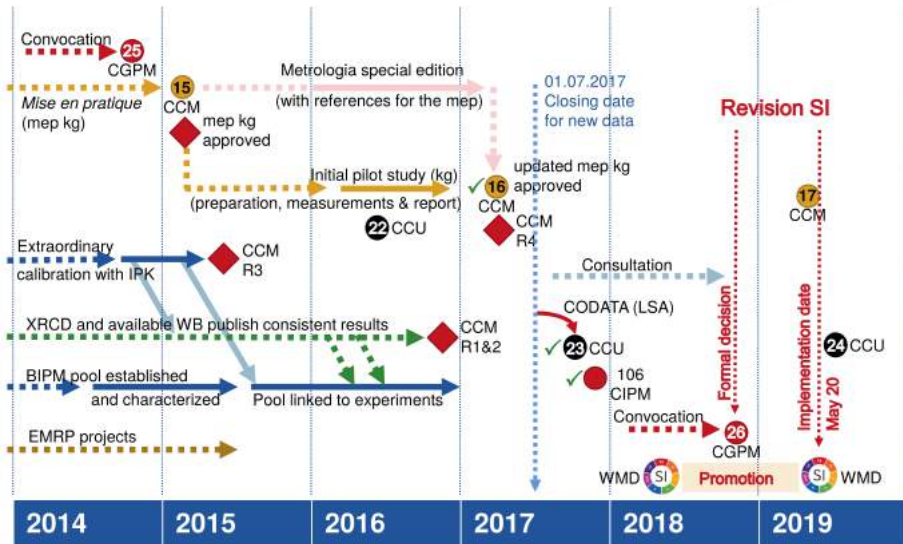 Convocation
25
CGPM
Mise en pratique
(mep kg)
15
CCM
mep kg
approved
Metrologia special edition
(with references for the mep)
01.07.2017
Closing date
for new data
Revision SI
Initial pilot study (kg)
(preparation, measurements & report)
22 CCU
updated mep kg
approved
16
CCM
CCM
R4
17
CCM
Extraordinary
calibration with IPK
CCM
R3
Consultation
CODATA (LSA)
XRCD and available WB publish consistent results
CCM
R1&2
23 CCU
24 CCU
106
CIPM
BIPM pool established
and characterized
Pool linked to experiments
Convocation
Formal decision
Implementation date
May 20
26
CGPM
EMRP projects
WMD SI
Promotion
SI WMD
2014 2015 2016 2017 2018 2019